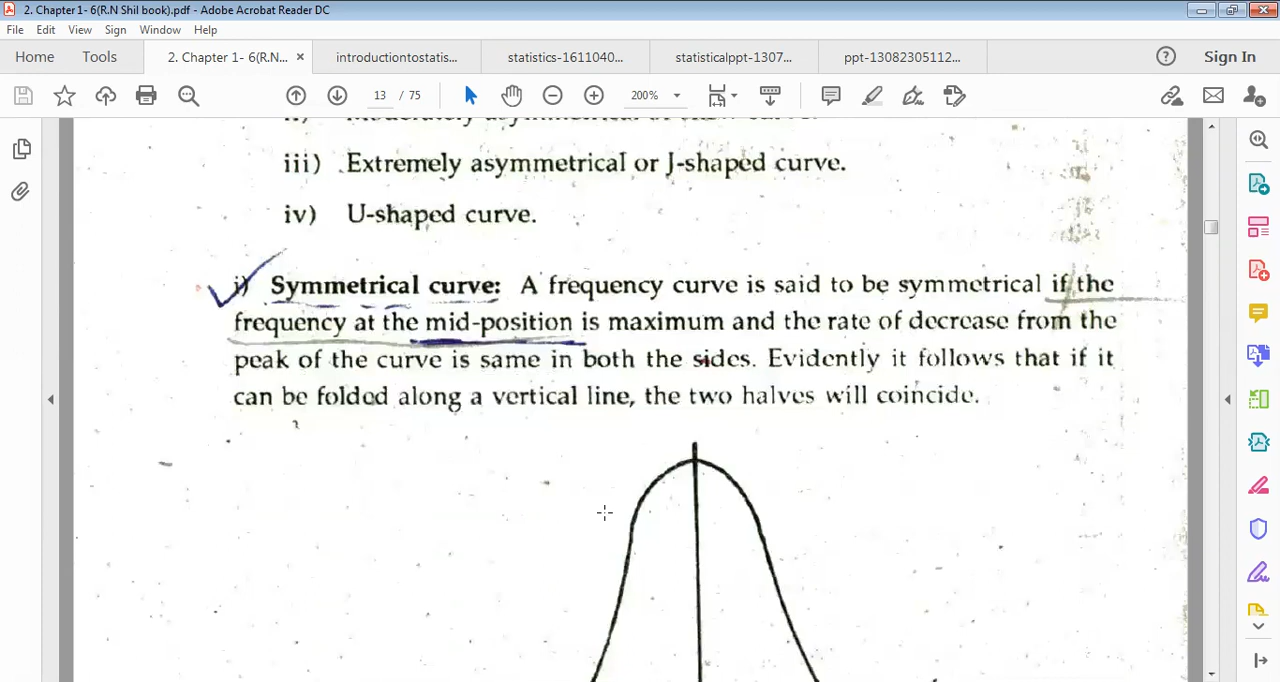 2. Chapter 1- 6(R.N Shil book).pdf - Adobe Acrobat Reader DC
File Edit View Sign Window Help
Home Tools 2. Chapter 1- 6(R.N... × introductiontostatis... statistics-1611040... statisticalppt-1307... ppt-13082305112... Sign In
13 / 75 200%
iii) Extremely asymmetrical or J-shaped curve.
iv) U-shaped curve.
i) Symmetrical curve: A frequency curve is said to be symmetrical if the
frequency at the mid-position is maximum and the rate of decrease from the
peak of the curve is same in both the sides. Evidently it follows that if it
can be folded along a vertical line, the two halves will coincide.